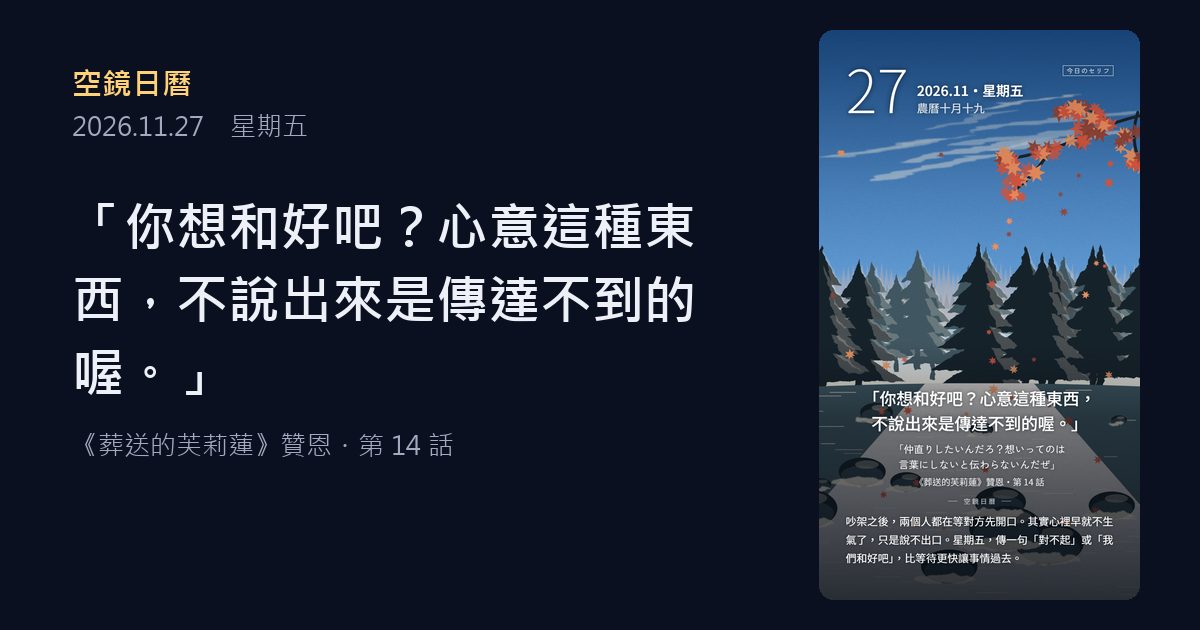 空鏡日曆
2026.11.27 星期五
「你想和好吧？心意這種東
西，不說出來是傳達不到的
喔。」
《葬送的芙莉蓮》贊恩・第 14 話
27
2026.11・星期五
農曆十月十九
今日のセリフ
「你想和好吧？心意這種東西，
不說出來是傳達不到的喔。」
「仲直りしたいんだろ？想いってのは
言葉にしないと伝わらないんだぜ」
《葬送的芙莉蓮》贊恩・第 14 話
— 空鏡日曆 —
吵架之後，兩個人都在等對方先開口。其實心裡早就不生
氣了，只是說不出口。星期五，傳一句「對不起」或「我
們和好吧」，比等待更快讓事情過去。